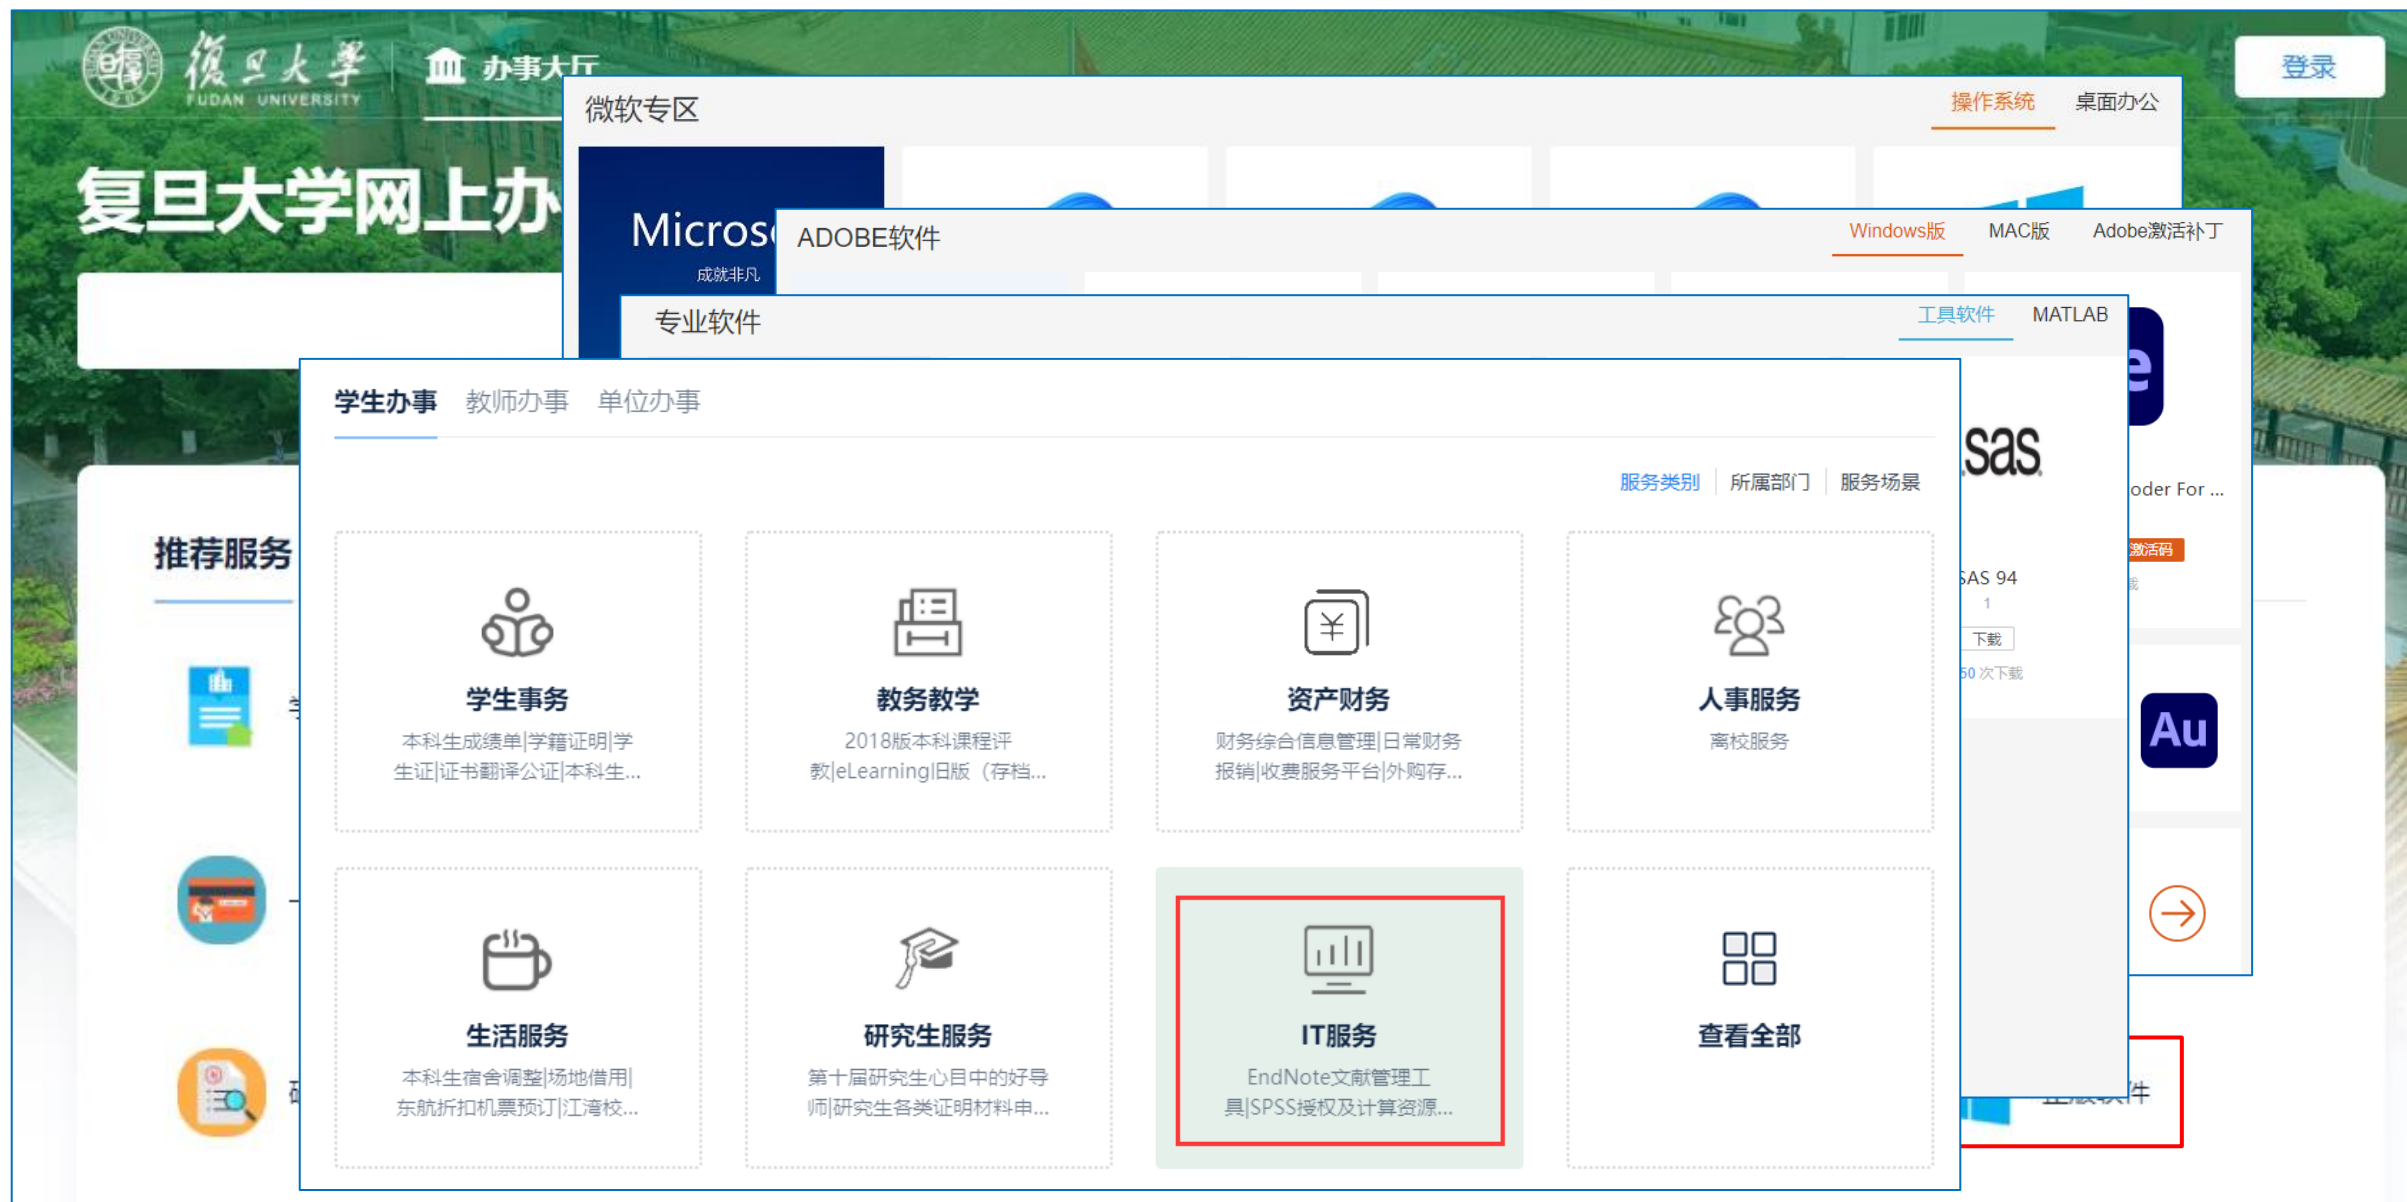 復旦大學
FUDAN UNIVERSITY
办事大厅
登录
复旦大学网上办
推荐服务
微软专区
操作系统
桌面办公
Micros
成就非凡
ADOBE软件
Windows版
MAC版
Adobe激活补丁
专业软件
工具软件
MATLAB
e
sas
oder For ...
激活码
SAS 94
1
下载
50 次下载
Au
学生办事
教师办事
单位办事
服务类别
所属部门
服务场景
学生事务
本科生成绩单|学籍证明|学
生证|证书翻译公证|本科生...
教务教学
2018版本科课程评
教|eLearning|旧版（存档...
资产财务
财务综合信息管理|日常财务
报销|收费服务平台|外购存...
人事服务
离校服务
生活服务
本科生宿舍调整|场地借用|
东航折扣机票预订|江湾校...
研究生服务
第十届研究生心目中的好导
师|研究生各类证明材料申...
IT服务
EndNote文献管理工
具|SPSS授权及计算资源...
查看全部
正版软件